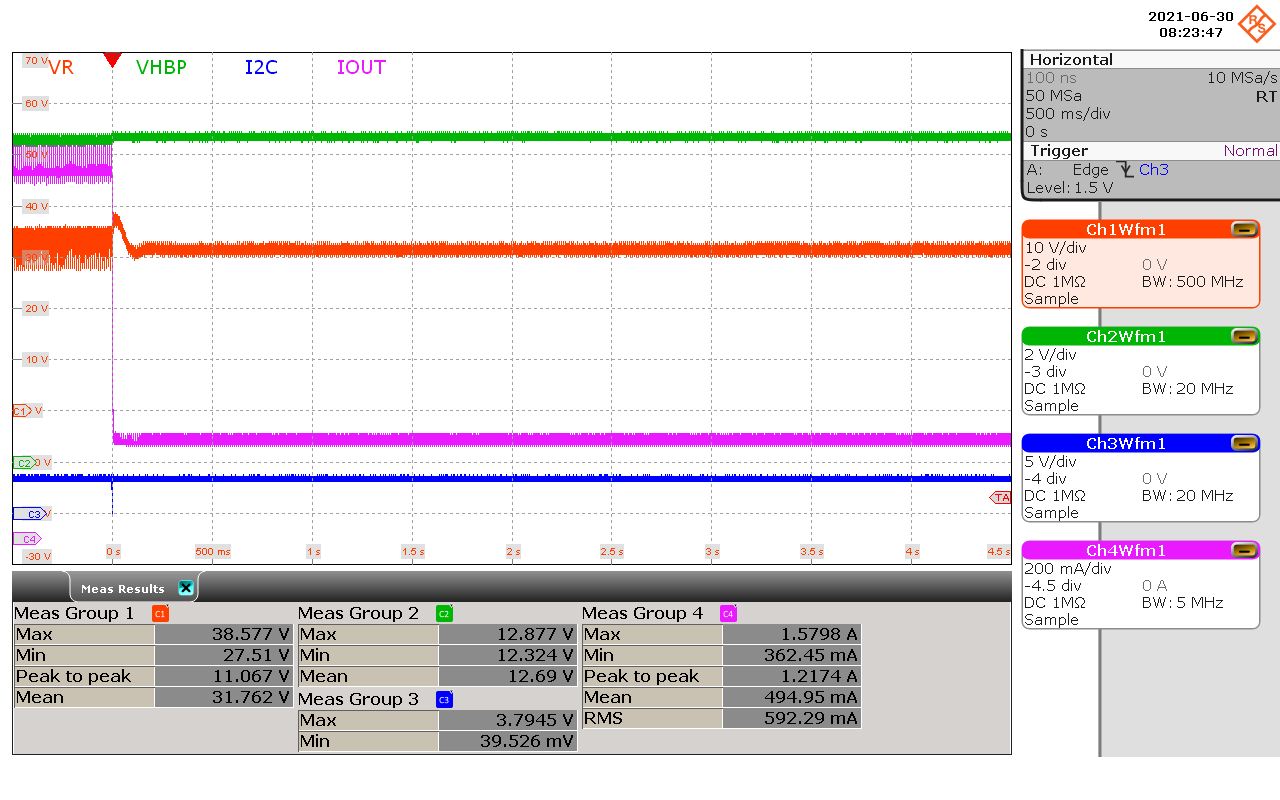 2021-06-30
08:23:47
R&S
VR VHBP I2C IOUT
70 V
60 V
50 V
40 V
30 V
20 V
10 V
C1 V
C2 0 V
C3 V
C4
-30 V
TA
0 s 500 ms 1 s 1.5 s 2 s 2.5 s 3 s 3.5 s 4 s 4.5 s
Horizontal
100 ns 10 MSa/s
50 MSa RT
500 ms/div
0 s
Trigger Normal
A: Edge Ch3
Level: 1.5 V
Ch1Wfm1
10 V/div
-2 div 0 V
DC 1MΩ BW: 500 MHz
Sample
Ch2Wfm1
2 V/div
-3 div 0 V
DC 1MΩ BW: 20 MHz
Sample
Ch3Wfm1
5 V/div
-4 div 0 V
DC 1MΩ BW: 20 MHz
Sample
Ch4Wfm1
200 mA/div
-4.5 div 0 A
DC 1MΩ BW: 5 MHz
Sample
Meas Results
Meas Group 1 C1
Max 38.577 V
Min 27.51 V
Peak to peak 11.067 V
Mean 31.762 V
Meas Group 2 C2
Max 12.877 V
Min 12.324 V
Mean 12.69 V
Meas Group 3 C3
Max 3.7945 V
Min 39.526 mV
Meas Group 4 C4
Max 1.5798 A
Min 362.45 mA
Peak to peak 1.2174 A
Mean 494.95 mA
RMS 592.29 mA